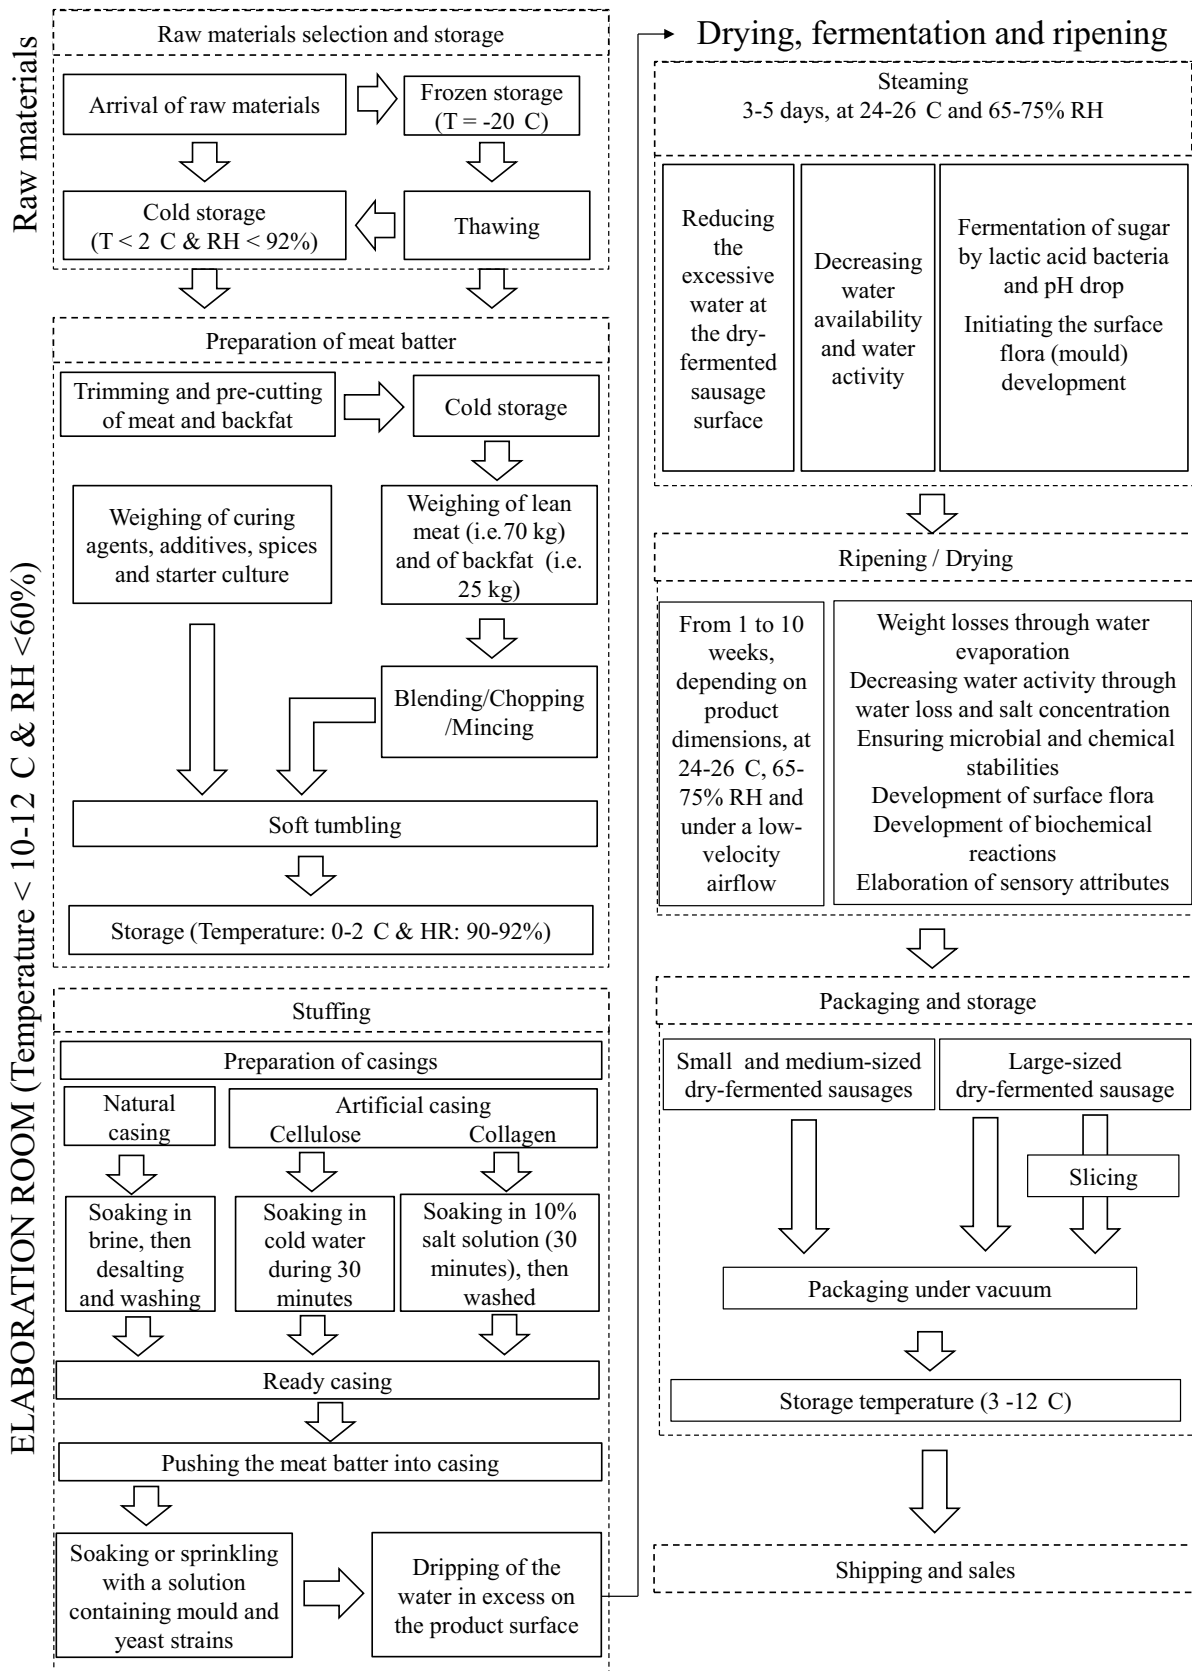 Raw materials
Raw materials selection and storage
Arrival of raw materials
Frozen storage
(T = -20 C)
Cold storage
(T < 2 C & RH < 92%)
Thawing
ELABORATION ROOM (Temperature < 10-12 C & RH <60%)
Preparation of meat batter
Trimming and pre-cutting
of meat and backfat
Cold storage
Weighing of curing
agents, additives, spices
and starter culture
Weighing of lean
meat (i.e.70 kg)
and of backfat (i.e.
25 kg)
Blending/Chopping
/Mincing
Soft tumbling
Storage (Temperature: 0-2 C & HR: 90-92%)
Stuffing
Preparation of casings
Natural
casing
Artificial casing
Cellulose
Collagen
Soaking in
brine, then
desalting
and washing
Soaking in
cold water
during 30
minutes
Soaking in 10%
salt solution (30
minutes), then
washed
Ready casing
Pushing the meat batter into casing
Soaking or sprinkling
with a solution
containing mould and
yeast strains
Dripping of the
water in excess on
the product surface
Drying, fermentation and ripening
Steaming
3-5 days, at 24-26 C and 65-75% RH
Reducing
the
excessive
water at
the dry-
fermented
sausage
surface
Decreasing
water
availability
and water
activity
Fermentation of sugar
by lactic acid bacteria
and pH drop
Initiating the surface
flora (mould)
development
Ripening / Drying
From 1 to 10
weeks,
depending on
product
dimensions, at
24-26 C, 65-
75% RH and
under a low-
velocity
airflow
Weight losses through water
evaporation
Decreasing water activity through
water loss and salt concentration
Ensuring microbial and chemical
stabilities
Development of surface flora
Development of biochemical
reactions
Elaboration of sensory attributes
Packaging and storage
Small and medium-sized
dry-fermented sausages
Large-sized
dry-fermented sausage
Slicing
Packaging under vacuum
Storage temperature (3 -12 C)
Shipping and sales